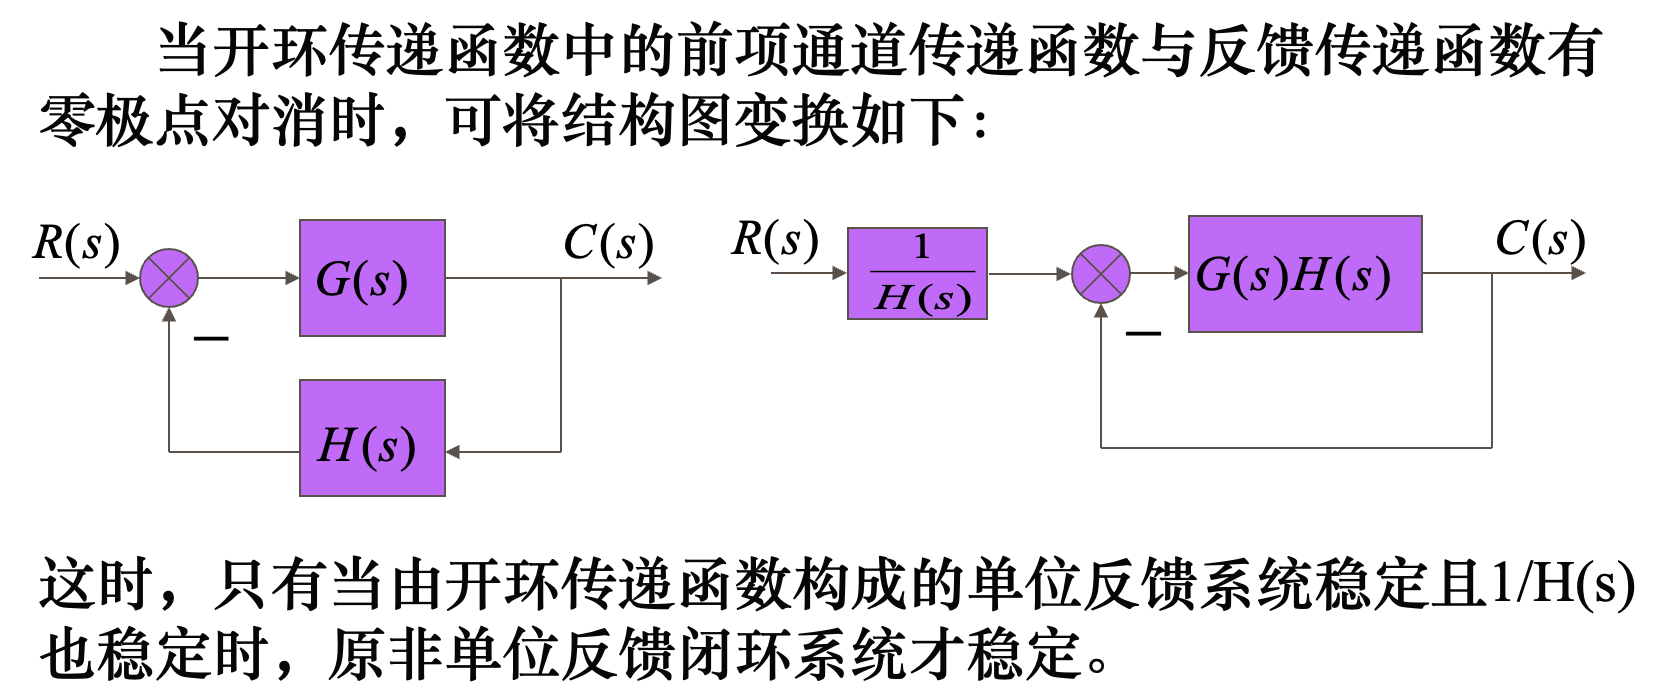 当开环传递函数中的前项通道传递函数与反馈传递函数有
零极点对消时，可将结构图变换如下：
R(s)
G(s)
C(s)
—
H(s)
R(s)
1
H(s)
G(s)H(s)
C(s)
—
这时，只有当由开环传递函数构成的单位反馈系统稳定且1/H(s)
也稳定时，原非单位反馈闭环系统才稳定。